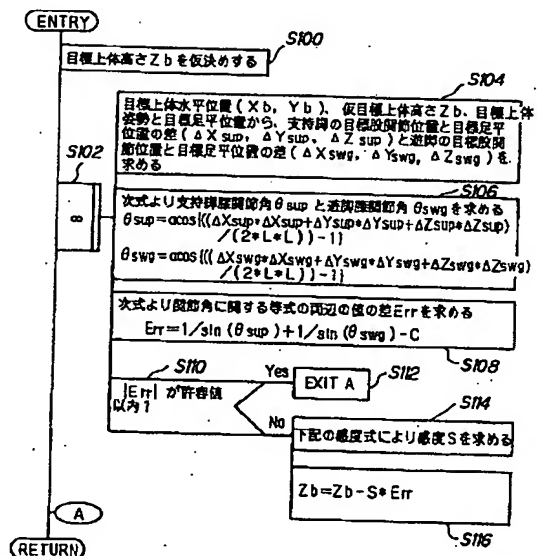 ENTRY
S100
目標上体高さZbを仮決めする
S104
目標上体水平位置(Xb, Yb)、仮目標上体高さZb、目標上体
姿勢と目標足平位置から、支持脚の目標股関節位置と目標足平
位置の差(ΔXsup, ΔYsup, ΔZsup)と遊脚の目標股関
節位置と目標足平位置の差(ΔXswg, ΔYswg, ΔZswg)を
求める
S102
∞
S106
次式より支持脚膝関節角θsupと遊脚膝関節角θswgを求める
θsup=acos{((ΔXsup*ΔXsup+ΔYsup*ΔYsup+ΔZsup*ΔZsup)
/(2*L*L))-1}
θswg=acos{((ΔXswg*ΔXswg+ΔYswg*ΔYswg+ΔZswg*ΔZswg)
/(2*L*L))-1}
次式より関節角に関する等式の両辺の値の差Errを求める
Err=1/sin(θsup)+1/sin(θswg)-C
S108
S110
|Err|が許容値
以内?
Yes
EXIT A
S112
No
S114
下記の感度式により感度Sを求める
Zb=Zb-S*Err
S116
A
RETURN